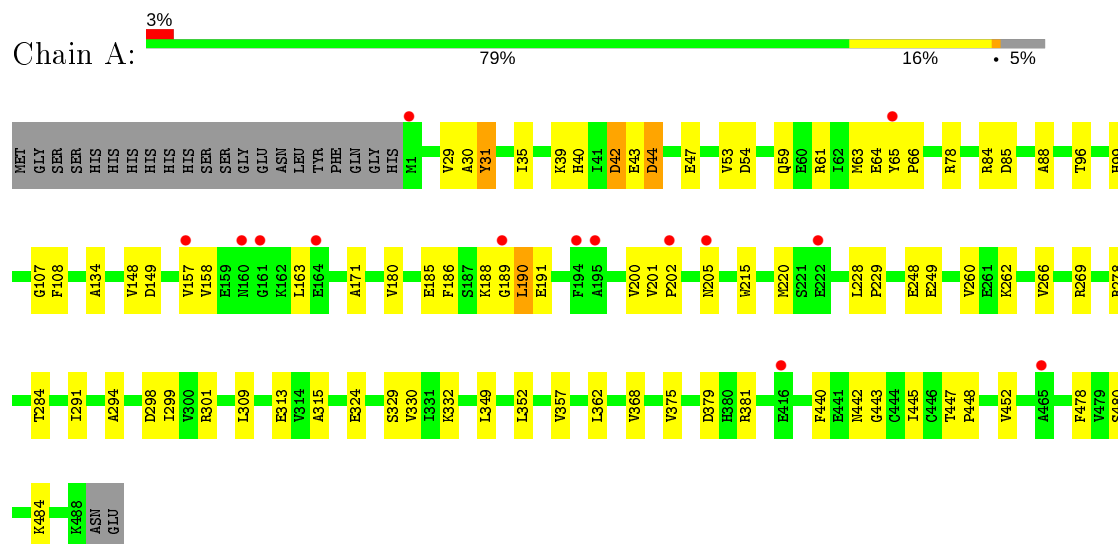 3%
Chain A:
79% 16% • 5%
MET GLY SER SER HIS HIS HIS HIS HIS HIS SER SER GLY GLU ASN LEU TYR PHE GLN GLY HIS M1 V29 A30 Y31 I35 K39 H40 I41 D42 E43 D44 E47 V53 D54 Q59 E60 R61 I62 M63 E64 Y65 P66 R78 R84 D85 A88 T96 H99
G107 F108 A134 V148 D149 V157 V158 E159 N160 G161 K162 L163 E164 A171 V180 E185 F186 S187 K188 G189 L190 E191 F194 A195 V200 V201 P202 N205 W215 M220 S221 E222 L228 P229 E248 E249 V260 E261 K262 V266 R269
T284 I291 A294 D298 I299 V300 R301 L309 E313 V314 A315 E324 S329 V330 I331 K332 L349 L352 V357 L362 V368 V375 D379 H380 R381 E416 F440 E441 N442 G443 C444 I445 C446 T447 P448 V452 A465 F478 V479
K484 K488 ASN GLU